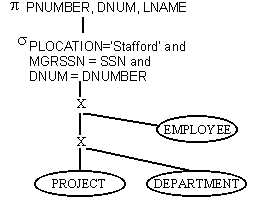 π PNUMBER, DNUM, LNAME
σ PLOCATION='Stafford' and
MGRSSN = SSN and
DNUM = DNUMBER
X
EMPLOYEE
X
PROJECT DEPARTMENT